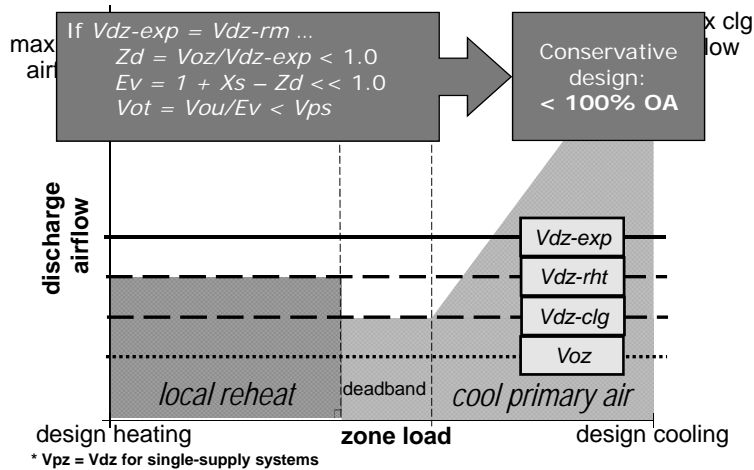 If Vdz-exp = Vdz-rm ...
Zd = Voz/Vdz-exp < 1.0
Ev = 1 + Xs – Zd << 1.0
Vot = Vou/Ev < Vps
Conservative
design:
< 100% OA
max
airf
x clg
low
discharge
airflow
Vdz-exp
Vdz-rht
Vdz-clg
Voz
local reheat
deadband
cool primary air
design heating
zone load
design cooling
* Vpz = Vdz for single-supply systems